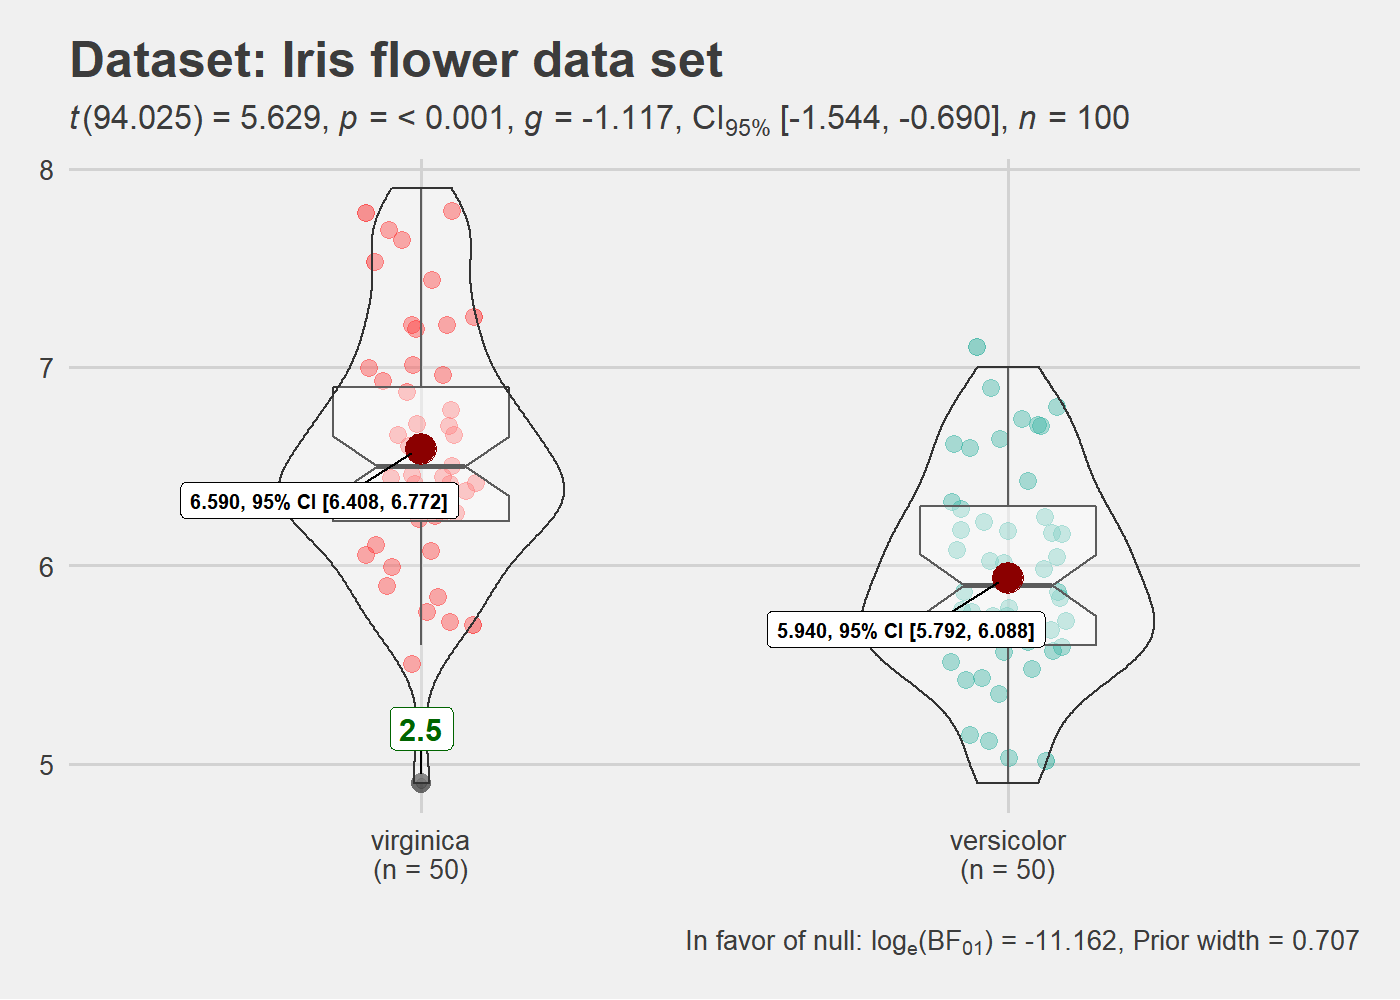 Dataset: Iris flower data set
t(94.025) = 5.629, p = < 0.001, g = -1.117, CI95% [-1.544, -0.690], n = 100
8
7
6
5
6.590, 95% CI [6.408, 6.772]
5.940, 95% CI [5.792, 6.088]
2.5
virginica
(n = 50)
versicolor
(n = 50)
In favor of null: loge(BF01) = -11.162, Prior width = 0.707